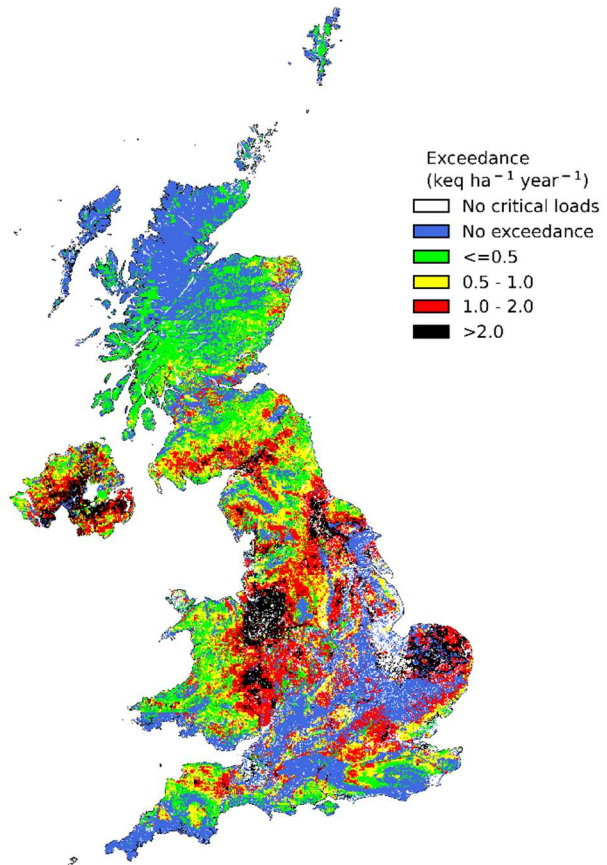 Exceedance
(keq ha⁻¹ year⁻¹)
No critical loads
No exceedance
<=0.5
0.5 - 1.0
1.0 - 2.0
>2.0